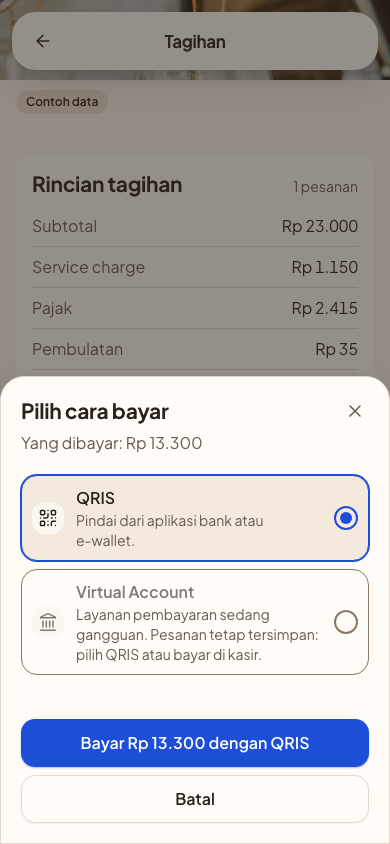 Tagihan
Contoh data
Rincian tagihan
1 pesanan
Subtotal
Rp 23.000
Service charge
Rp 1.150
Pajak
Rp 2.415
Pembulatan
Rp 35
Pilih cara bayar
Yang dibayar: Rp 13.300
QRIS
Pindai dari aplikasi bank atau
e-wallet.
Virtual Account
Layanan pembayaran sedang
gangguan. Pesanan tetap tersimpan:
pilih QRIS atau bayar di kasir.
Bayar Rp 13.300 dengan QRIS
Batal